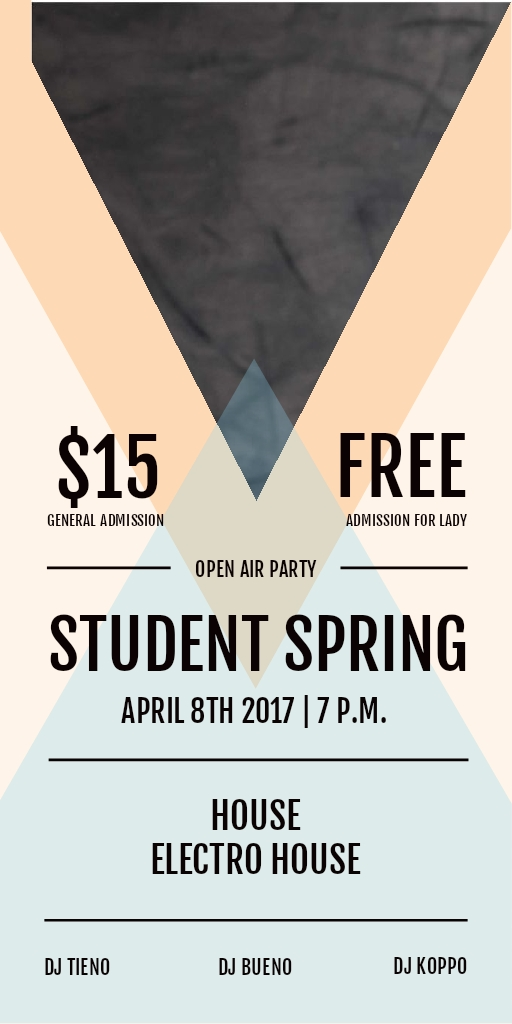 $15
GENERAL ADMISSION
FREE
ADMISSION FOR LADY
OPEN AIR PARTY
STUDENT SPRING
APRIL 8TH 2017 | 7 P.M.
HOUSE
ELECTRO HOUSE
DJ TIENO
DJ BUENO
DJ KOPPO